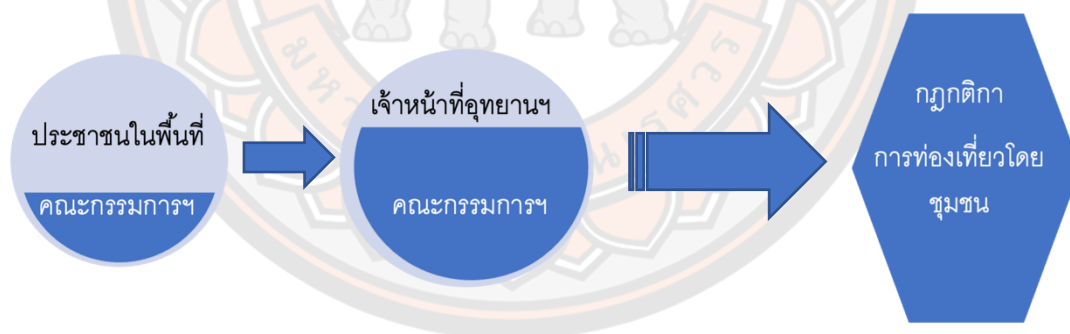 ประชาชนในพื้นที่
คณะกรรมการฯ
เจ้าหน้าที่อุทยานฯ
คณะกรรมการฯ
กฎกติกา
การท่องเที่ยวโดย
ชุมชน